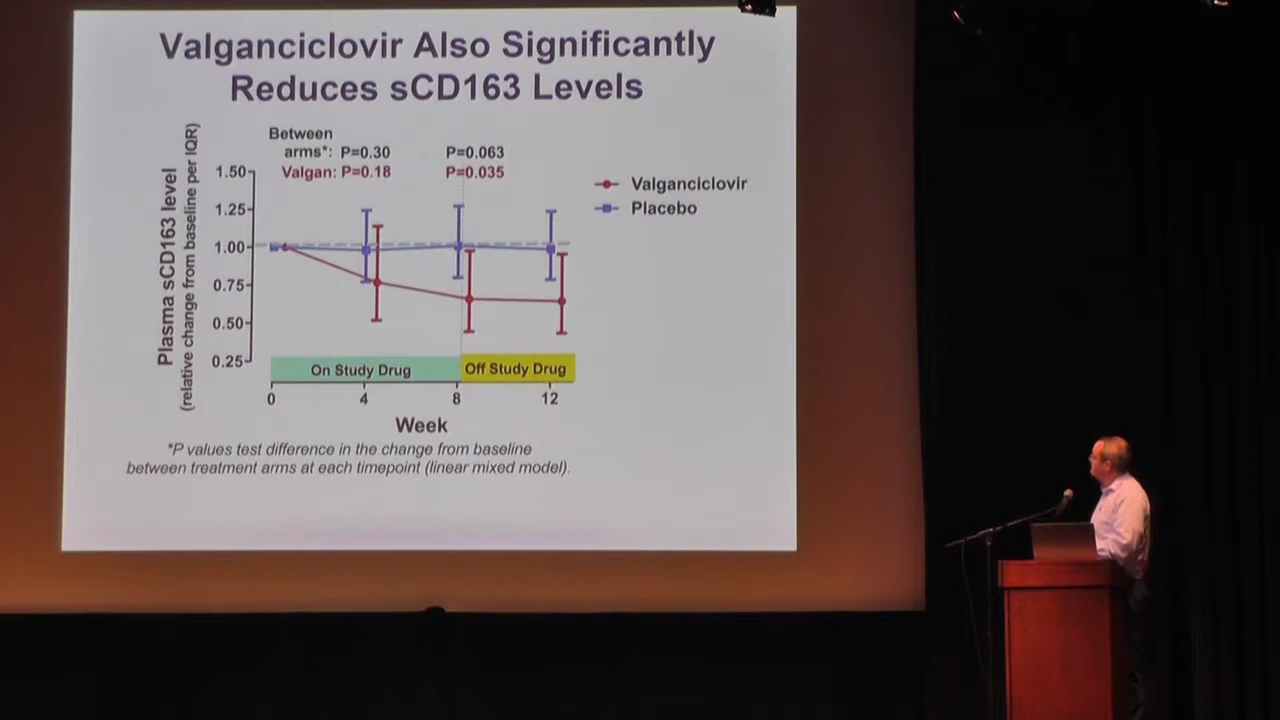 Valganciclovir Also Significantly
Reduces sCD163 Levels
Between
arms*: P=0.30 P=0.063
Valgan: P=0.18 P=0.035
Plasma sCD163 level
(relative change from baseline per IQR)
1.50
1.25
1.00
0.75
0.50
0.25
Valganciclovir
Placebo
On Study Drug Off Study Drug
0 4 8 12
Week
*P values test difference in the change from baseline
between treatment arms at each timepoint (linear mixed model).